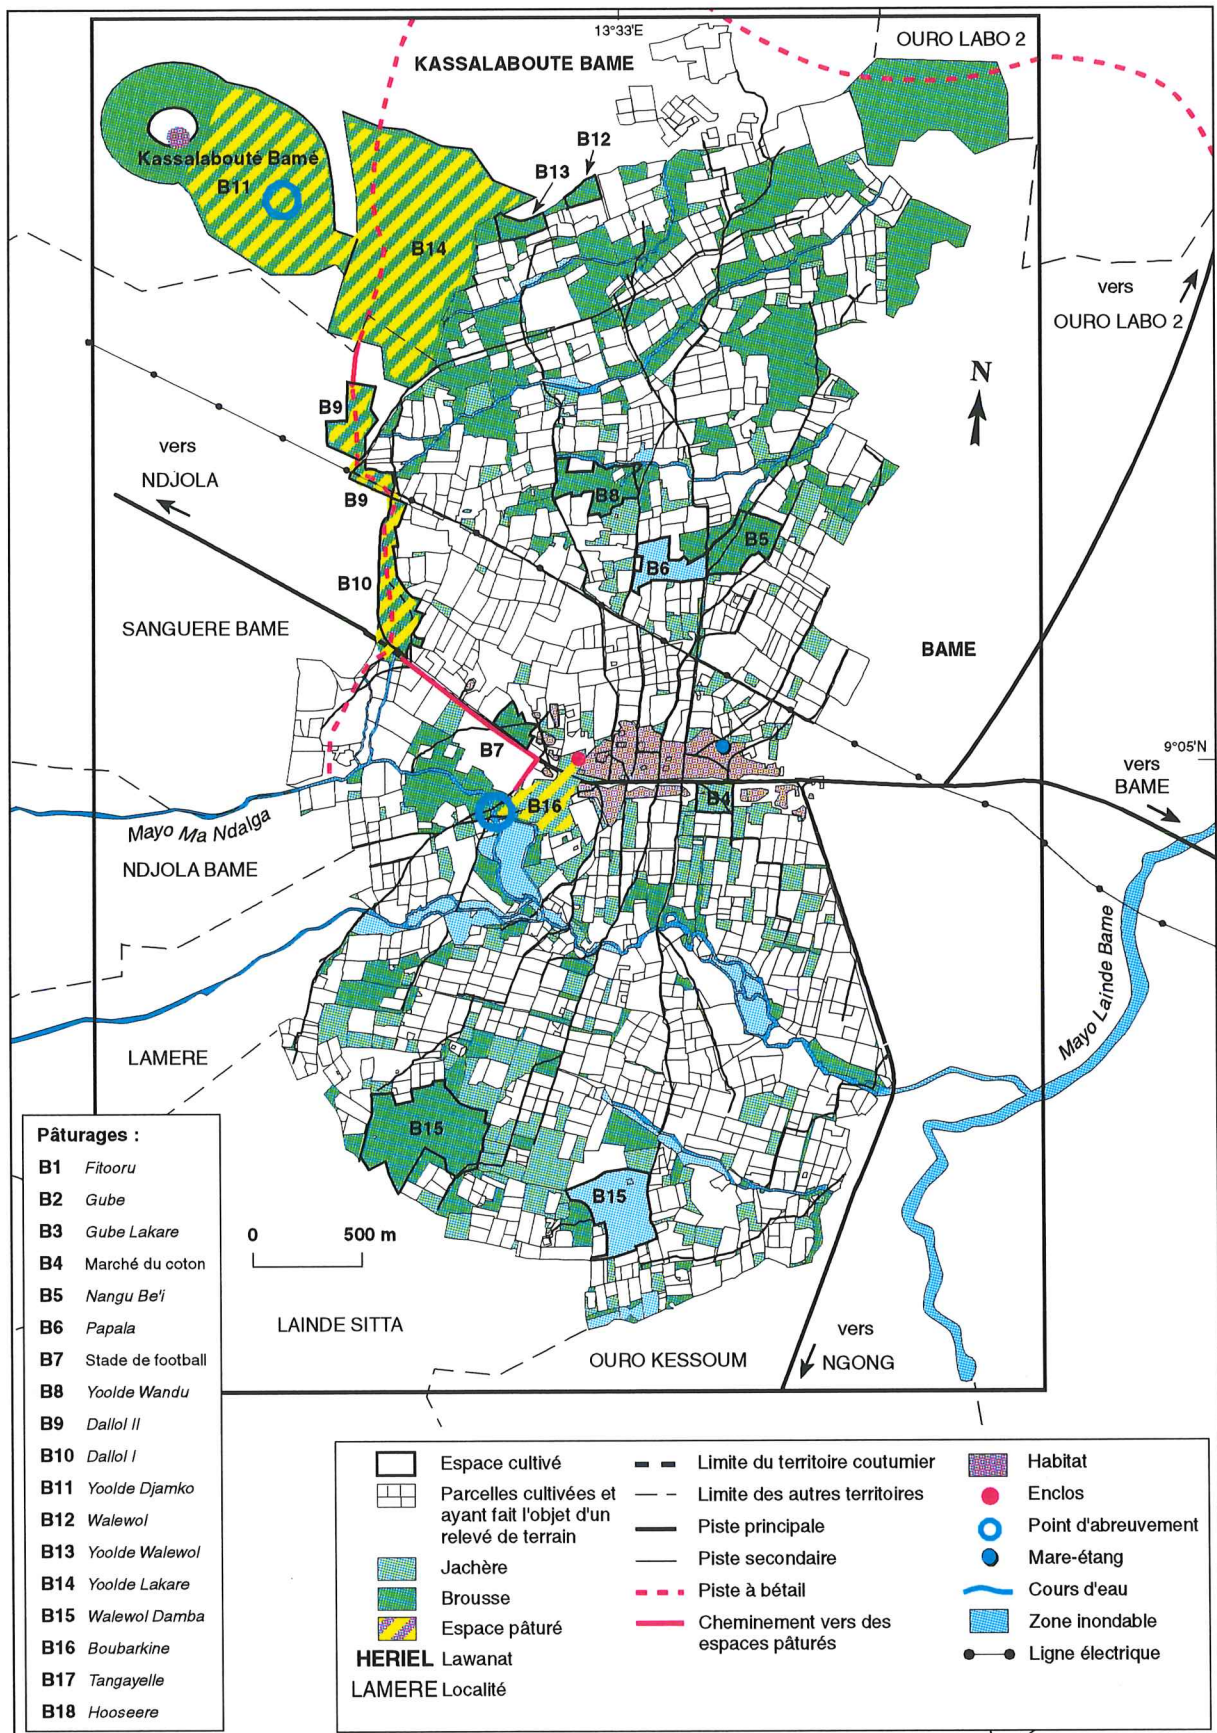 13°33'E
OURO LABO 2
KASSALABOUTE BAME
B12
B13
Kassalabouté Bamé
B11
B14
vers
OURO LABO 2
N
B9
vers
NDJOLA
B9
B8
B5
B6
B10
SANGUERE BAME
BAME
B7
9°05'N
vers
BAME
B16
B4
Mayo Ma Ndalga
NDJOLA BAME
Mayo Lainde Bame
LAMERE
B15
B15
0 500 m
LAINDE SITTA
OURO KESSOUM
vers
NGONG
Pâturages :
B1 Fitooru
B2 Gube
B3 Gube Lakare
B4 Marché du coton
B5 Nangu Be'i
B6 Papala
B7 Stade de football
B8 Yoolde Wandu
B9 Dallol II
B10 Dallol I
B11 Yoolde Djamko
B12 Walewol
B13 Yoolde Walewol
B14 Yoolde Lakare
B15 Walewol Damba
B16 Boubarkine
B17 Tangayelle
B18 Hooseere
Espace cultivé
Parcelles cultivées et
ayant fait l'objet d'un
relevé de terrain
Jachère
Brousse
Espace pâturé
HERIEL Lawanat
LAMERE Localité
Limite du territoire coutumier
Limite des autres territoires
Piste principale
Piste secondaire
Piste à bétail
Cheminement vers des
espaces pâturés
Habitat
Enclos
Point d'abreuvement
Mare-étang
Cours d'eau
Zone inondable
Ligne électrique